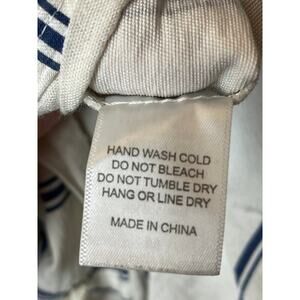 HAND WASH COLD
DO NOT BLEACH
DO NOT TUMBLE DRY
HANG OR LINE DRY
MADE IN CHINA